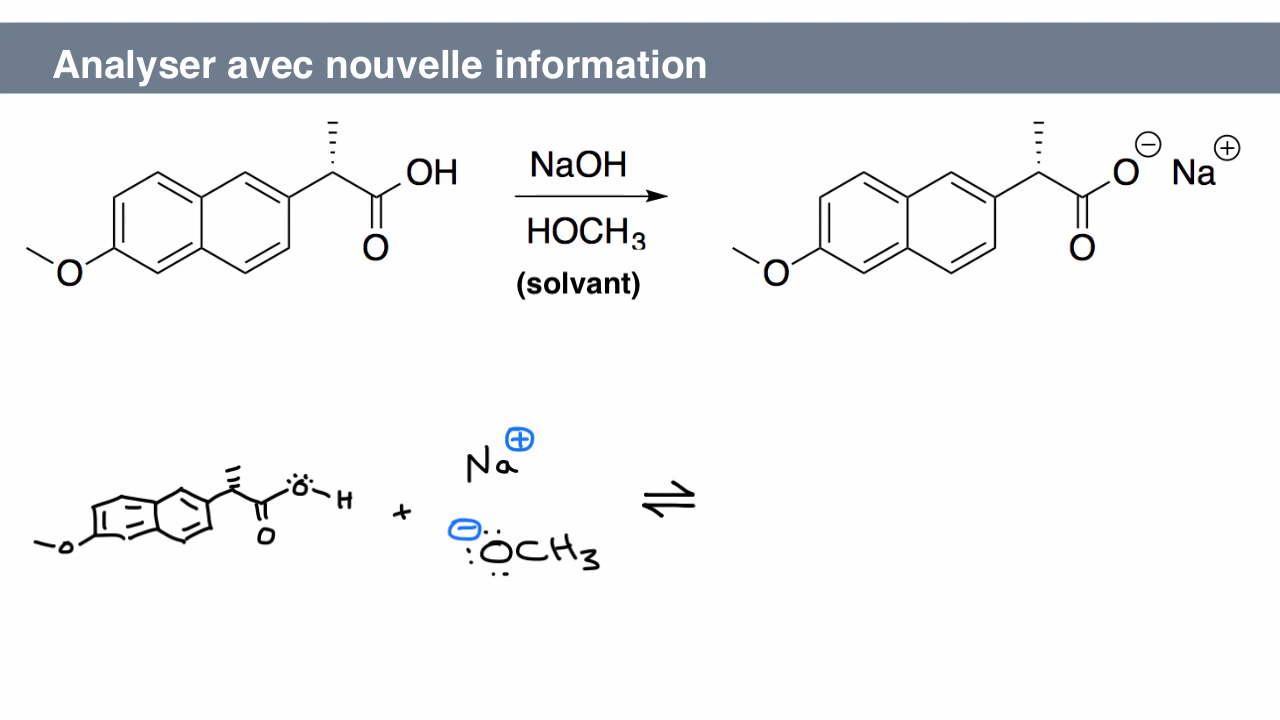 Analyser avec nouvelle information
OH
O
O
NaOH
HOCH₃
(solvant)
O ⊖ Na ⊕
O
O
Na ⊕
O H
O
O
+
⊖ :OCH₃
⇌